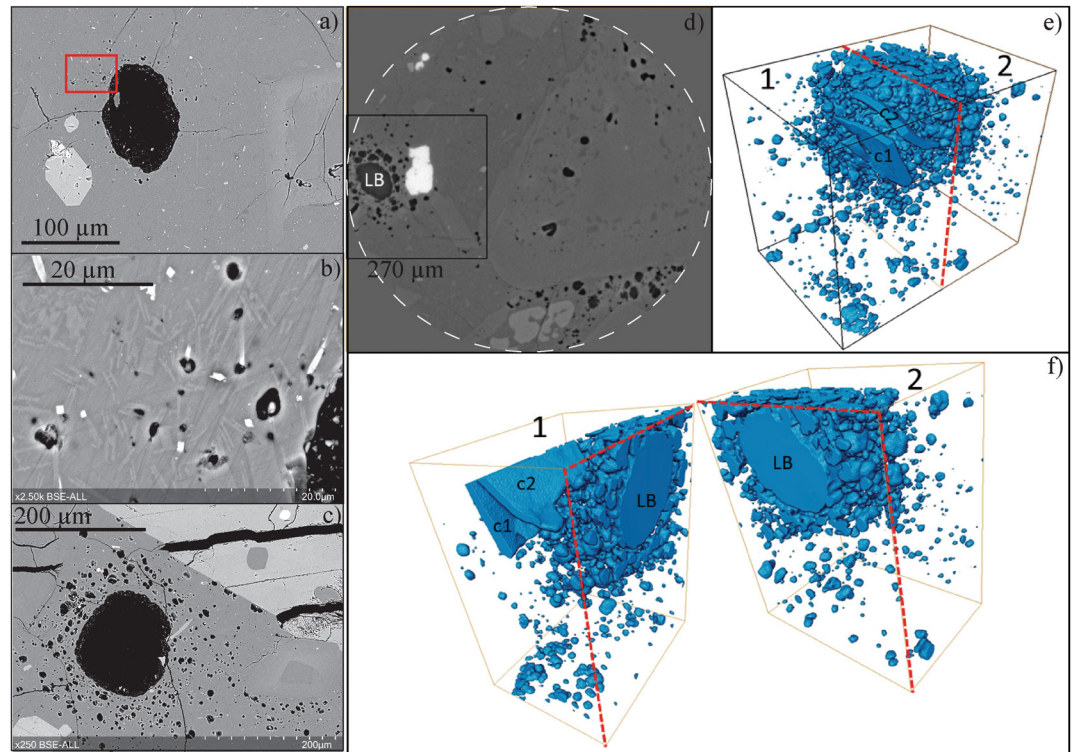 a)
100 µm
b)
20 µm
x2.50k BSE-ALL 20.0µm
c)
200 µm
x250 BSE-ALL 200µm
d)
LB
270 µm
e)
1
2
c2
c1
f)
1
2
c2
c1
LB
LB